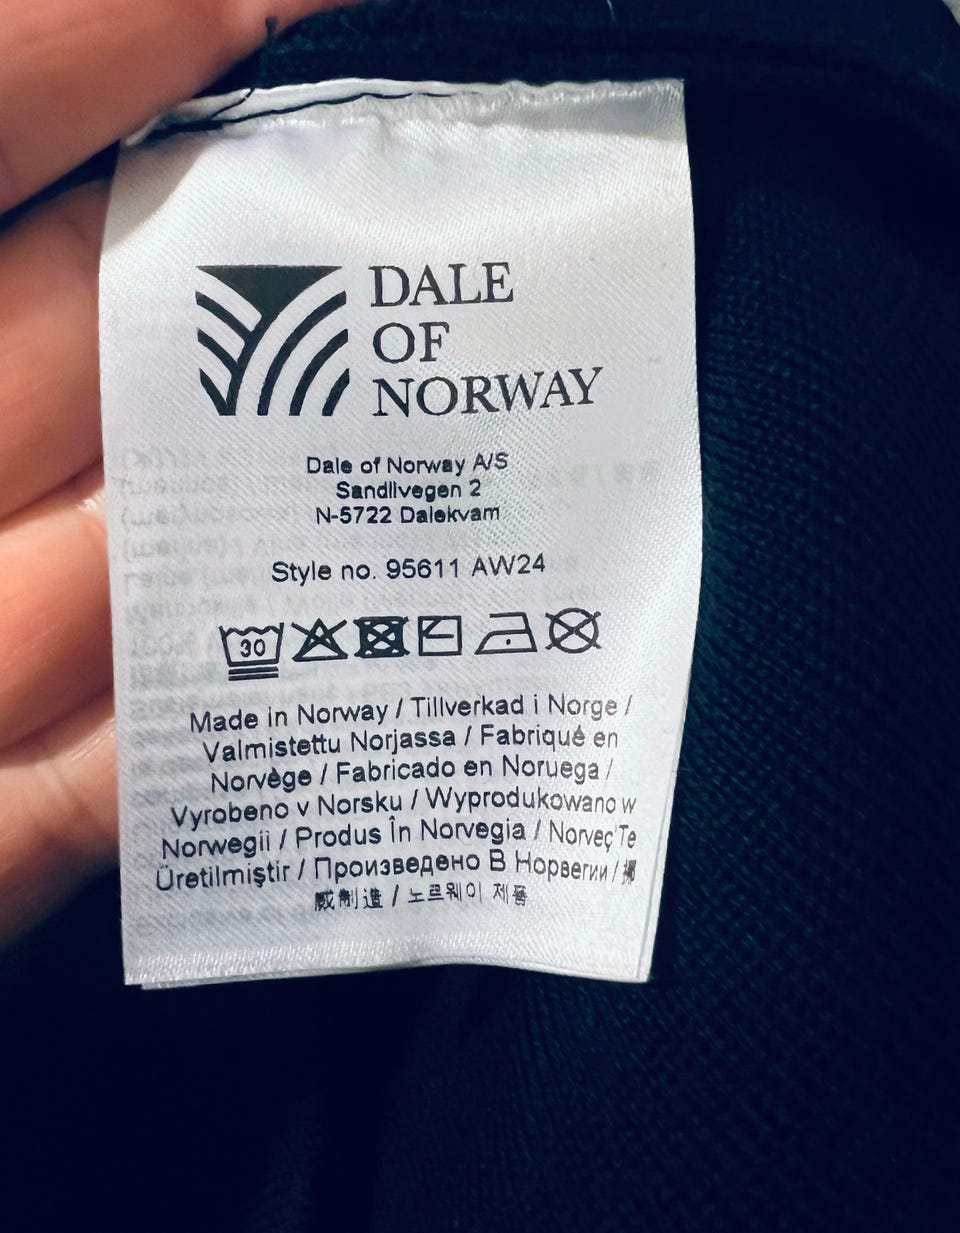 DALE
OF
NORWAY
Dale of Norway A/S
Sandlivegen 2
N-5722 Dalekvam
Style no. 95611 AW24
30
Made in Norway / Tillverkad i Norge /
Valmistettu Norjassa / Fabriqué en
Norvège / Fabricado en Noruega /
Vyrobeno v Norsku / Wyprodukowano w
Norwegii / Produs În Norvegia / Norveç'Te
Üretilmiştir / Произведено В Норвегии / 挪
威制造 / 노르웨이 제품